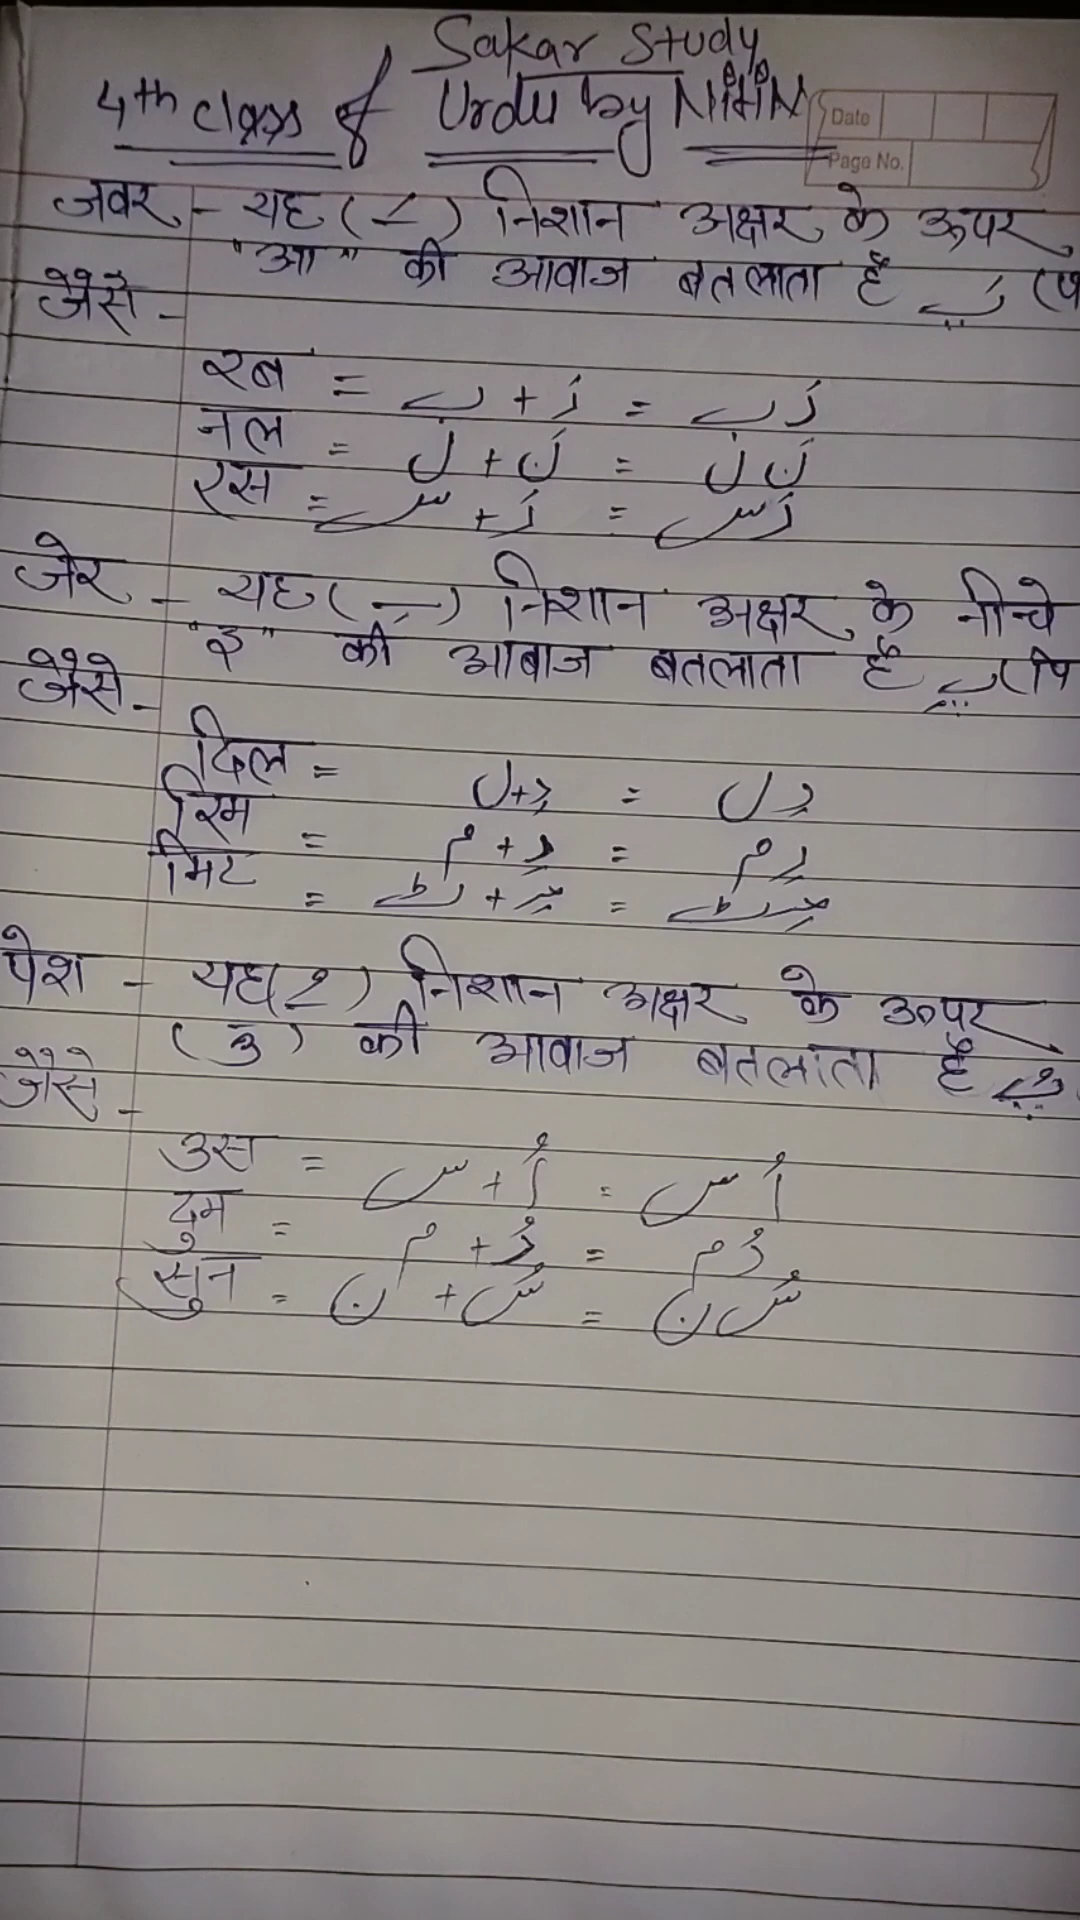 Sakar Study
4th class of Urdu by NitiN
Date
Page No.
जबर - यह (  َ ) निशान अक्षर के ऊपर
"आ" की आवाज बतलाता है پَ (प
जैसे -
रब = ب + رَ = رَب
नल = ل + نَ = نَ ل
रस = س + رَ = رَس
जेर - यह (  ِ ) निशान अक्षर के नीचे
"इ" की आबाज बतलाता है پِ (पि
जैसे -
दिल = ل + دِ = دِل
रिम = م + رِ = رِم
मिट = ٹ + مِ = مِٹ
पेश - यह (  ُ ) निशान अक्षर के ऊपर
(उ) की आवाज बतलाता है پُ
जैसे -
उस = س + اُ = اُس
दुम = م + دُ = دُم
सुन = ن + سُ = سُ ن